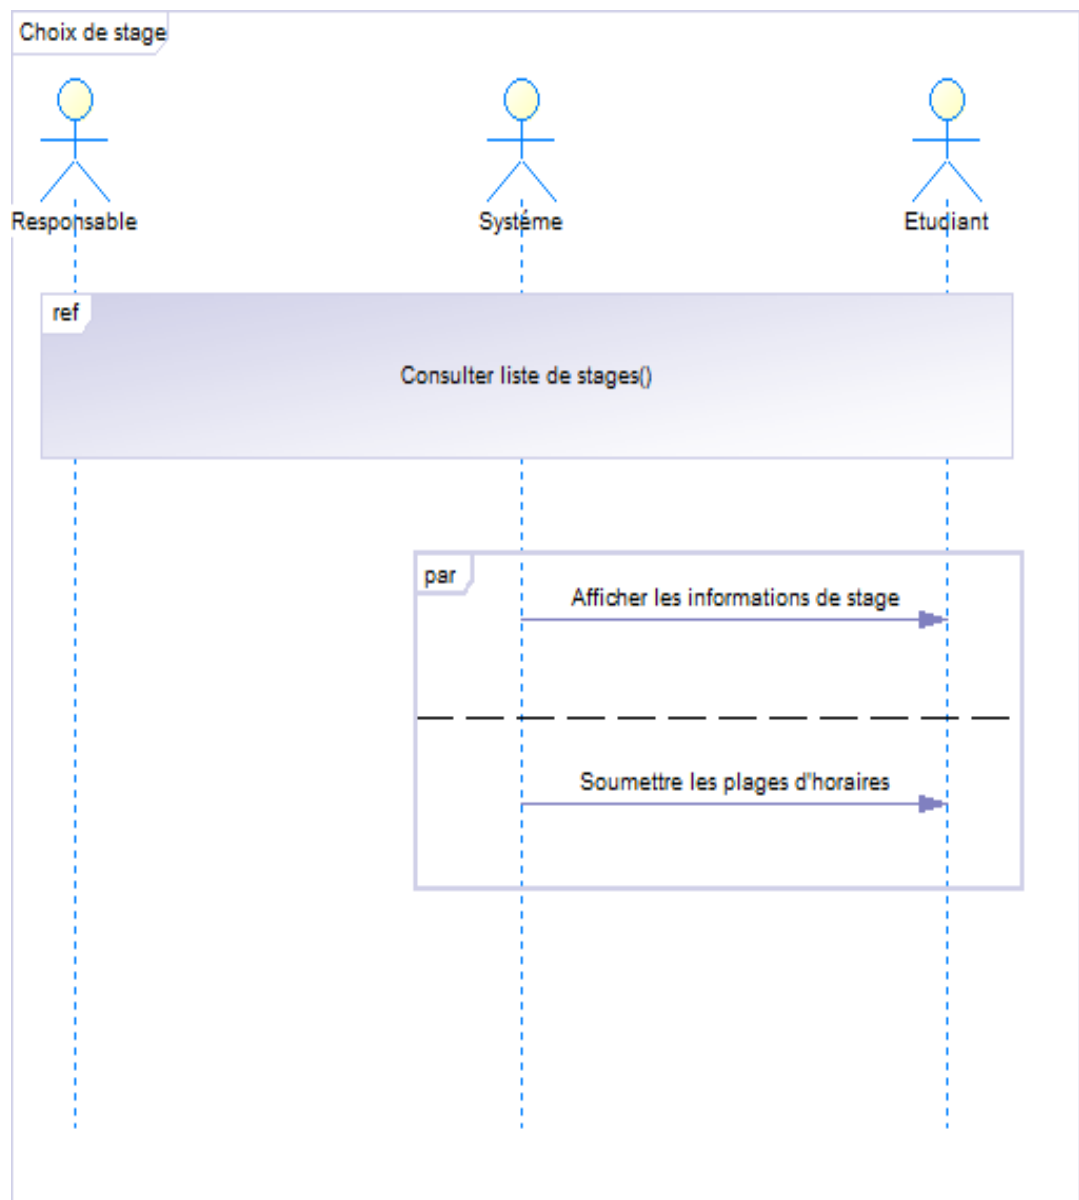 Choix de stage
Responsable
Systéme
Etudiant
ref
Consulter liste de stages()
par
Afficher les informations de stage
Soumettre les plages d'horaires